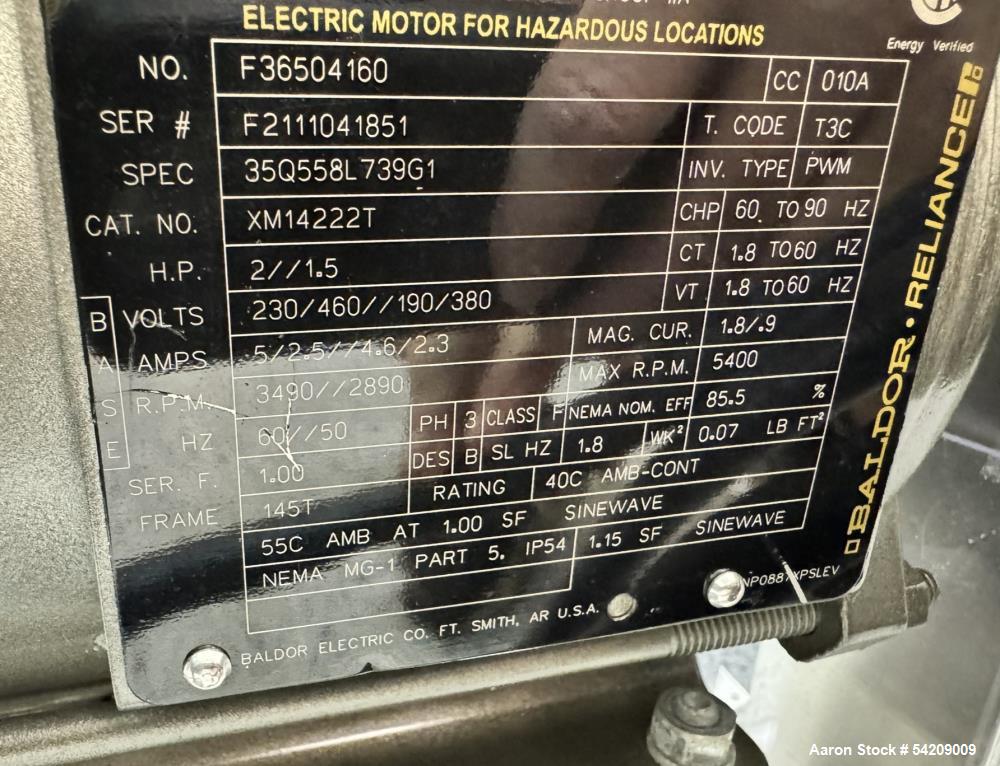 ELECTRIC MOTOR FOR HAZARDOUS LOCATIONS
Energy Verified
NO. F36504160 CC 010A
SER # F2111041851 T. CODE T3C
SPEC 35Q558L739G1 INV. TYPE PWM
CAT. NO. XM14222T CHP 60 TO 90 HZ
H.P. 2//1.5 CT 1.8 TO 60 HZ
VOLTS 230/460//190/380 VT 1.8 TO 60 HZ
AMPS 5/2.5//4.6/2.3 MAG. CUR. 1.8/.9
R.P.M. 3490//2890 MAX R.P.M. 5400
HZ 60//50 PH 3 CLASS F NEMA NOM. EFF 85.5 %
SER. F. 1.00 DES B SL HZ 1.8 WK² 0.07 LB FT²
FRAME 145T RATING 40C AMB-CONT
BASE
55C AMB AT 1.00 SF SINEWAVE
NEMA MG-1 PART 5. IP54 1.15 SF SINEWAVE
BALDOR ELECTRIC CO. FT. SMITH, AR U.S.A.
BALDOR • RELIANCE
Aaron Stock # 54209009